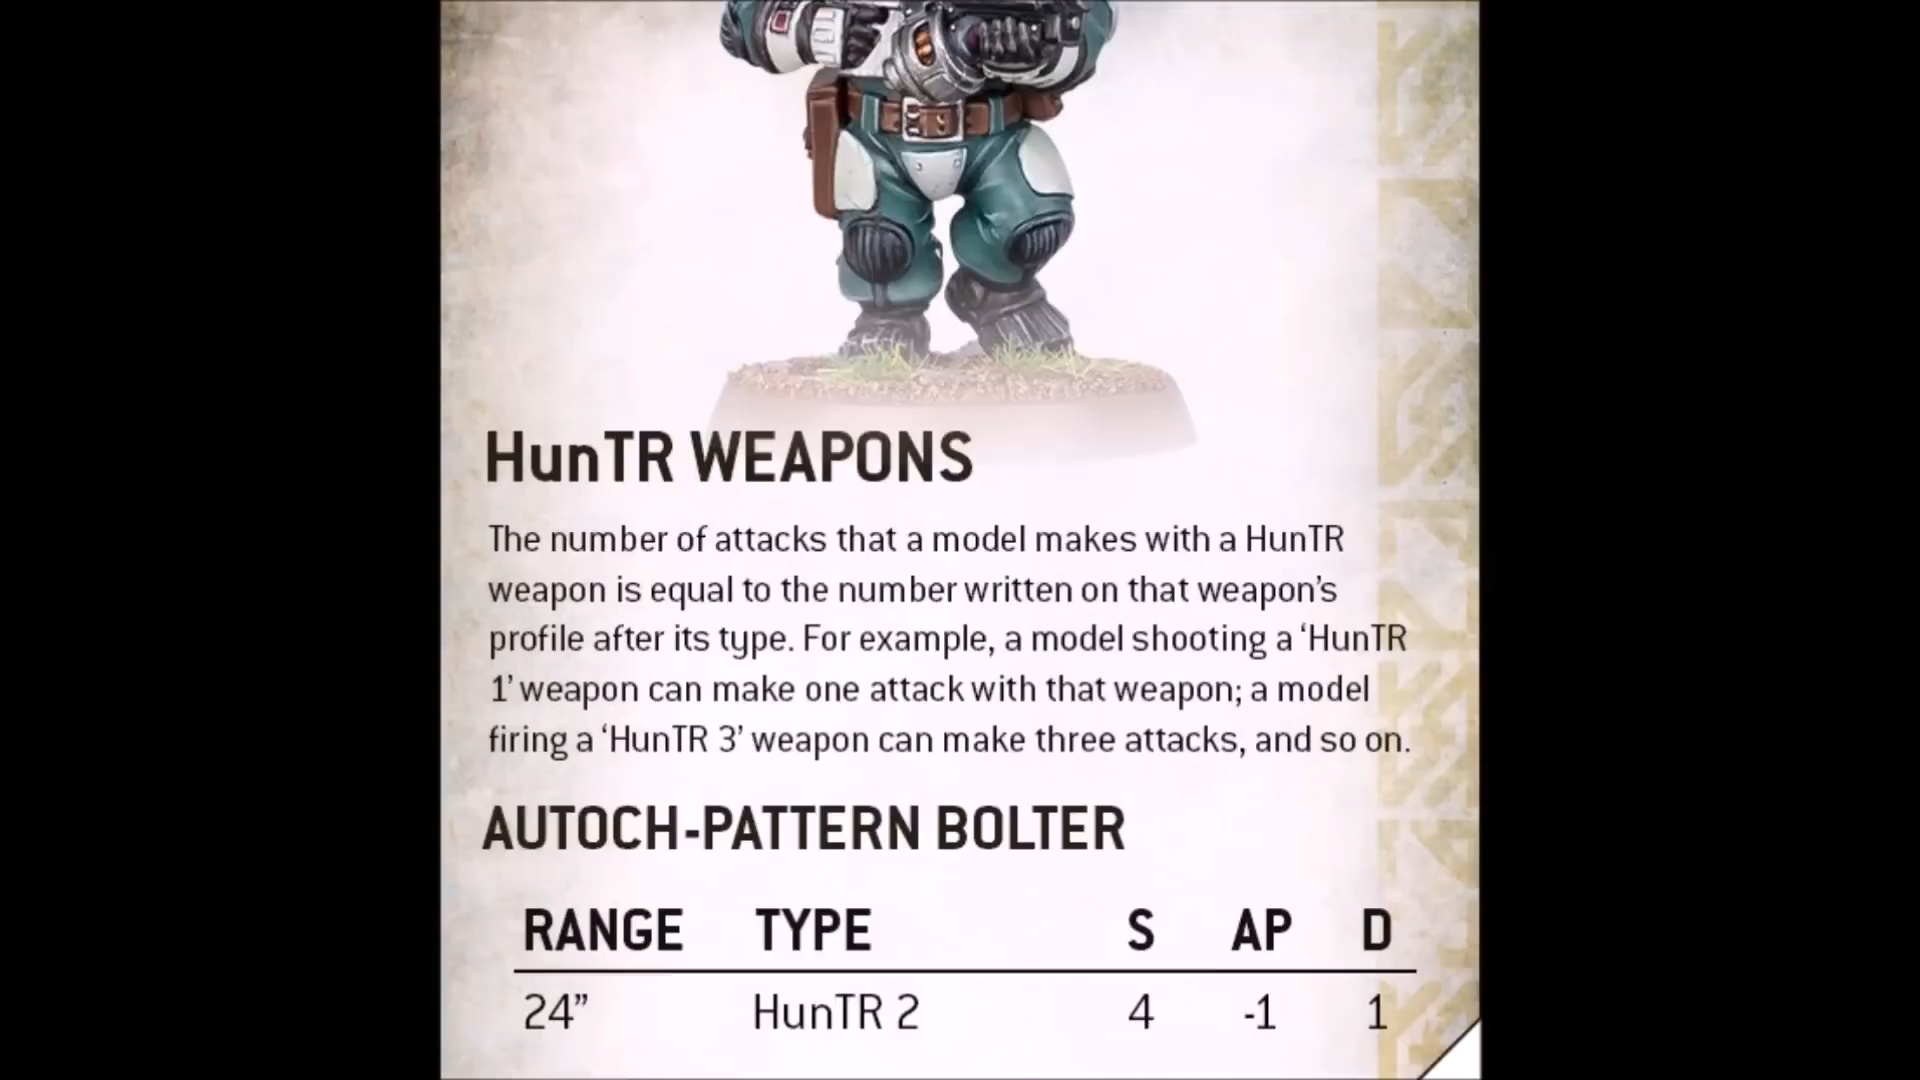 HunTR WEAPONS
The number of attacks that a model makes with a HunTR
weapon is equal to the number written on that weapon’s
profile after its type. For example, a model shooting a ‘HunTR
1’ weapon can make one attack with that weapon; a model
firing a ‘HunTR 3’ weapon can make three attacks, and so on.
AUTOCH-PATTERN BOLTER
RANGE TYPE S AP D
24” HunTR 2 4 -1 1